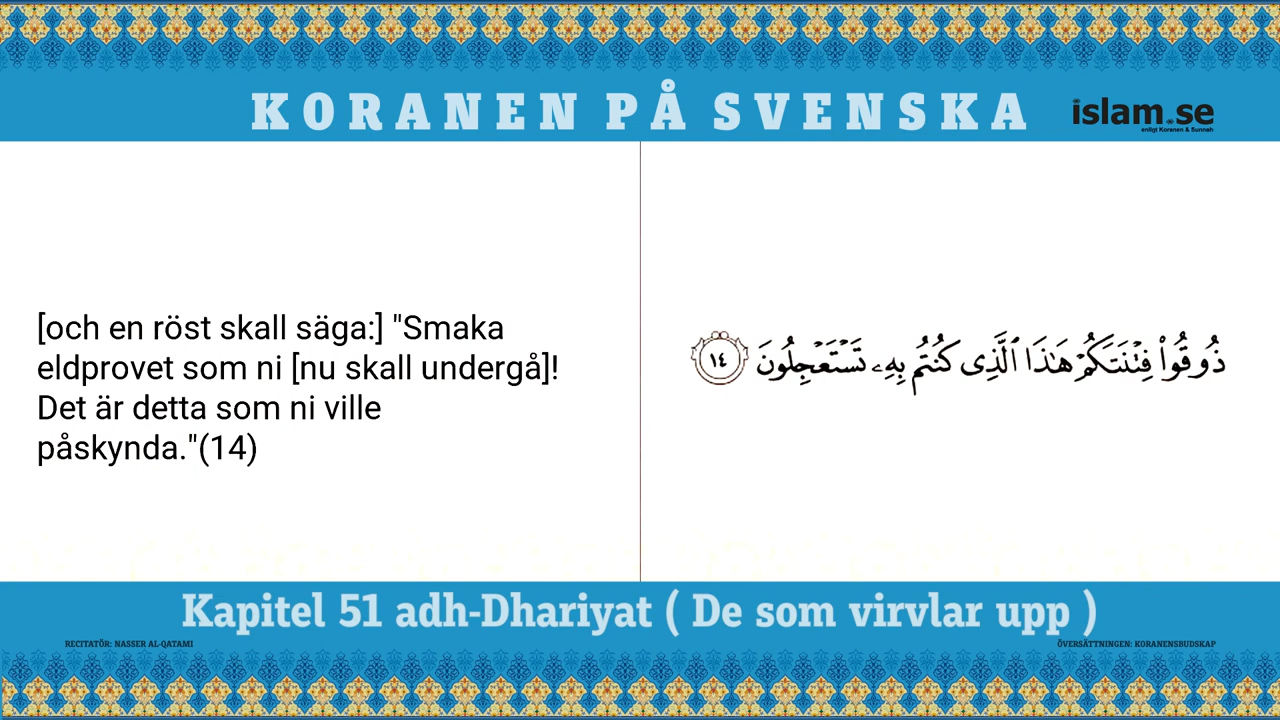 KORANEN PÅ SVENSKA
islam.se
enligt Koranen & Sunnah
[och en röst skall säga:] "Smaka
eldprovet som ni [nu skall undergå]!
Det är detta som ni ville
påskynda."(14)
ذُوقُوا۟ فِتْنَتَكُمْ هَٰذَا ٱلَّذِى كُنتُم بِهِۦ تَسْتَعْجِلُونَ ١٤
Kapitel 51 adh-Dhariyat ( De som virvlar upp )
RECITATÖR: NASSER AL-QATAMI
ÖVERSÄTTNINGEN: KORANENSBUDSKAP